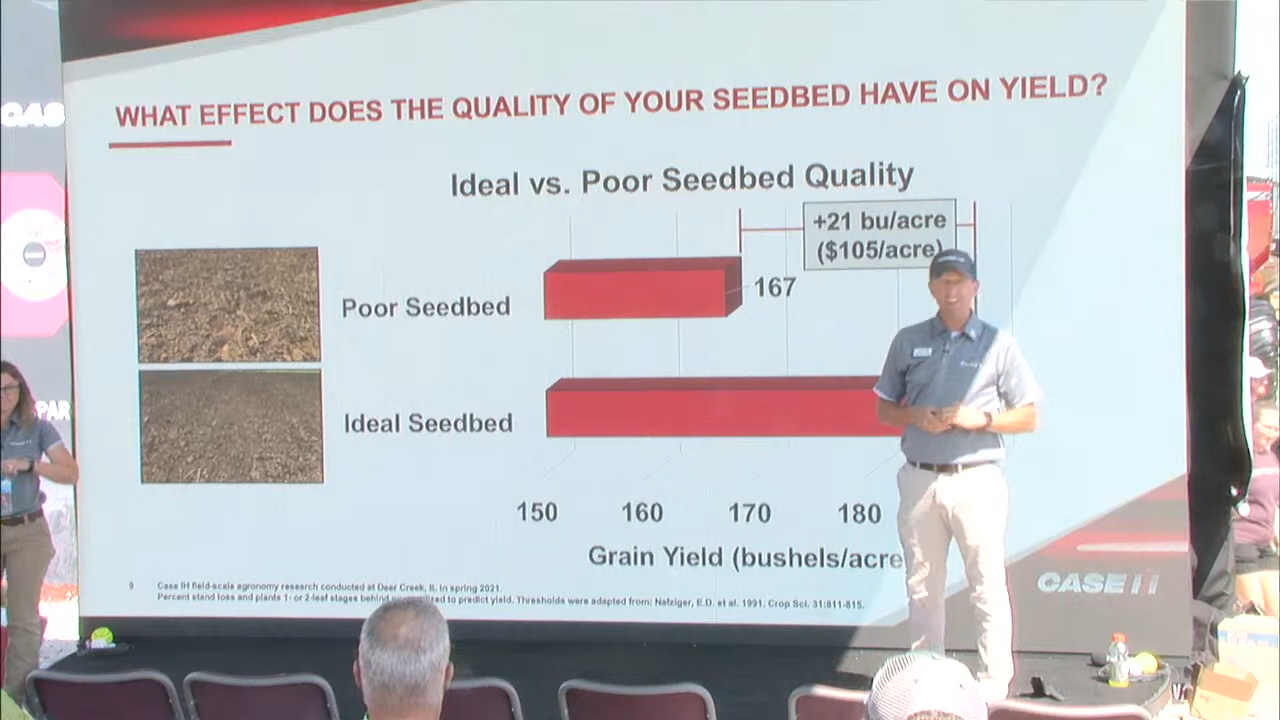 WHAT EFFECT DOES THE QUALITY OF YOUR SEEDBED HAVE ON YIELD?
Ideal vs. Poor Seedbed Quality
+21 bu/acre
($105/acre)
167
Poor Seedbed
Ideal Seedbed
150 160 170 180
Grain Yield (bushels/acre
9 Case IH field-scale agronomy research conducted at Deer Creek, IL in spring 2021.
Percent stand loss and plants 1- or 2-leaf stages behind to predict yield. Thresholds were adapted from: Nafziger, E.D. et al. 1991. Crop Sci. 31:811-815.
CASE IH
CAS
PAR